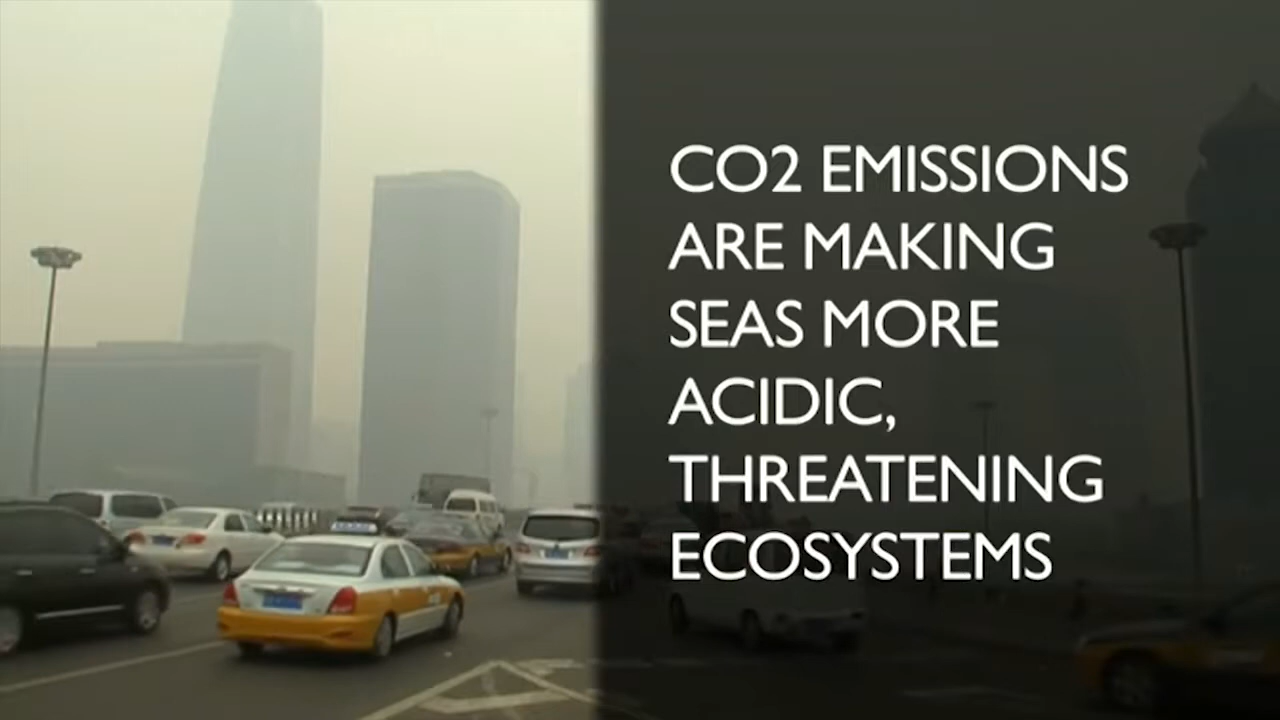 CO2 EMISSIONS
ARE MAKING
SEAS MORE
ACIDIC,
THREATENING
ECOSYSTEMS